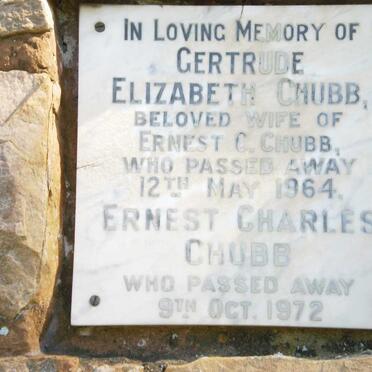 IN LOVING MEMORY OF
GERTRUDE
ELIZABETH CHUBB,
BELOVED WIFE OF
ERNEST C. CHUBB,
WHO PASSED AWAY
12TH MAY 1964.
ERNEST CHARLES
CHUBB
WHO PASSED AWAY
9TH OCT. 1972